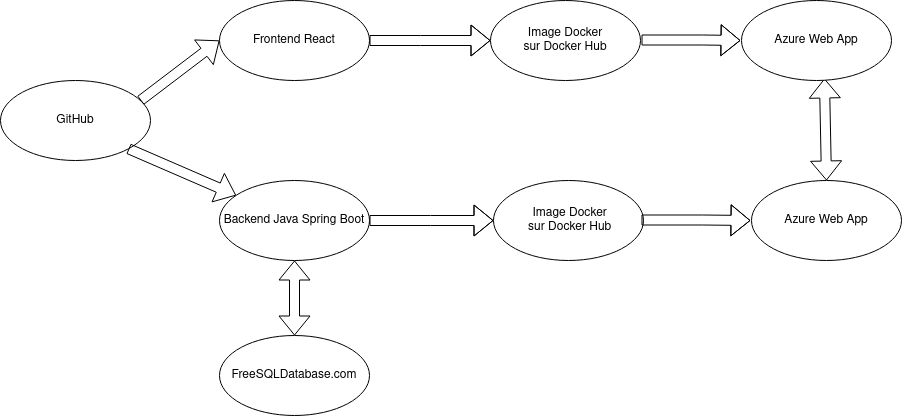 Frontend React
Image Docker
sur Docker Hub
Azure Web App
GitHub
Backend Java Spring Boot
Image Docker
sur Docker Hub
Azure Web App
FreeSQLDatabase.com